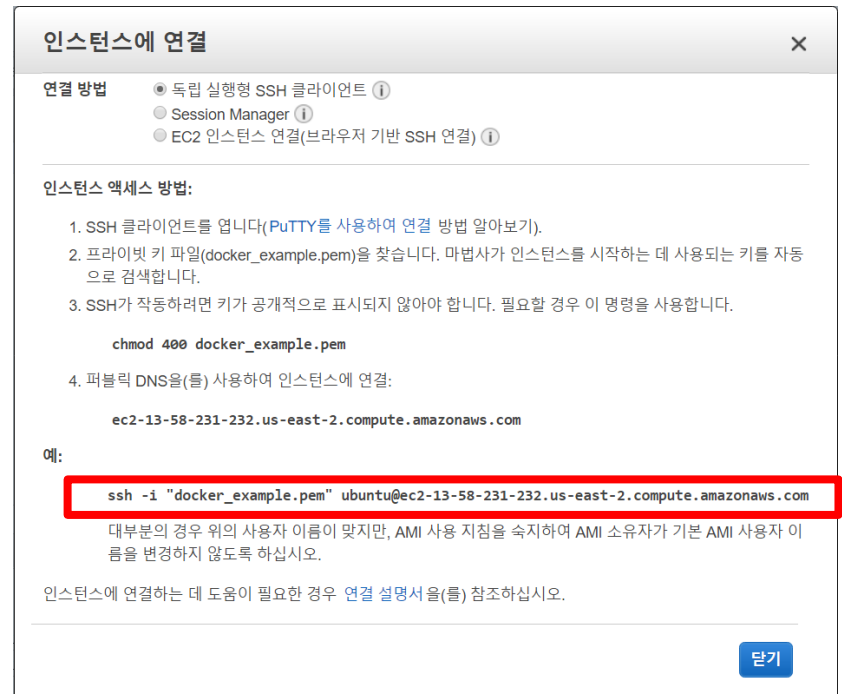 인스턴스에 연결
연결 방법
독립 실행형 SSH 클라이언트
Session Manager
EC2 인스턴스 연결(브라우저 기반 SSH 연결)
인스턴스 액세스 방법:
1. SSH 클라이언트를 엽니다(PuTTY를 사용하여 연결 방법 알아보기).
2. 프라이빗 키 파일(docker_example.pem)을 찾습니다. 마법사가 인스턴스를 시작하는 데 사용되는 키를 자동
으로 검색합니다.
3. SSH가 작동하려면 키가 공개적으로 표시되지 않아야 합니다. 필요할 경우 이 명령을 사용합니다.
chmod 400 docker_example.pem
4. 퍼블릭 DNS을(를) 사용하여 인스턴스에 연결:
ec2-13-58-231-232.us-east-2.compute.amazonaws.com
예:
ssh -i "docker_example.pem" ubuntu@ec2-13-58-231-232.us-east-2.compute.amazonaws.com
대부분의 경우 위의 사용자 이름이 맞지만, AMI 사용 지침을 숙지하여 AMI 소유자가 기본 AMI 사용자 이
름을 변경하지 않도록 하십시오.
인스턴스에 연결하는 데 도움이 필요한 경우 연결 설명서을(를) 참조하십시오.
닫기